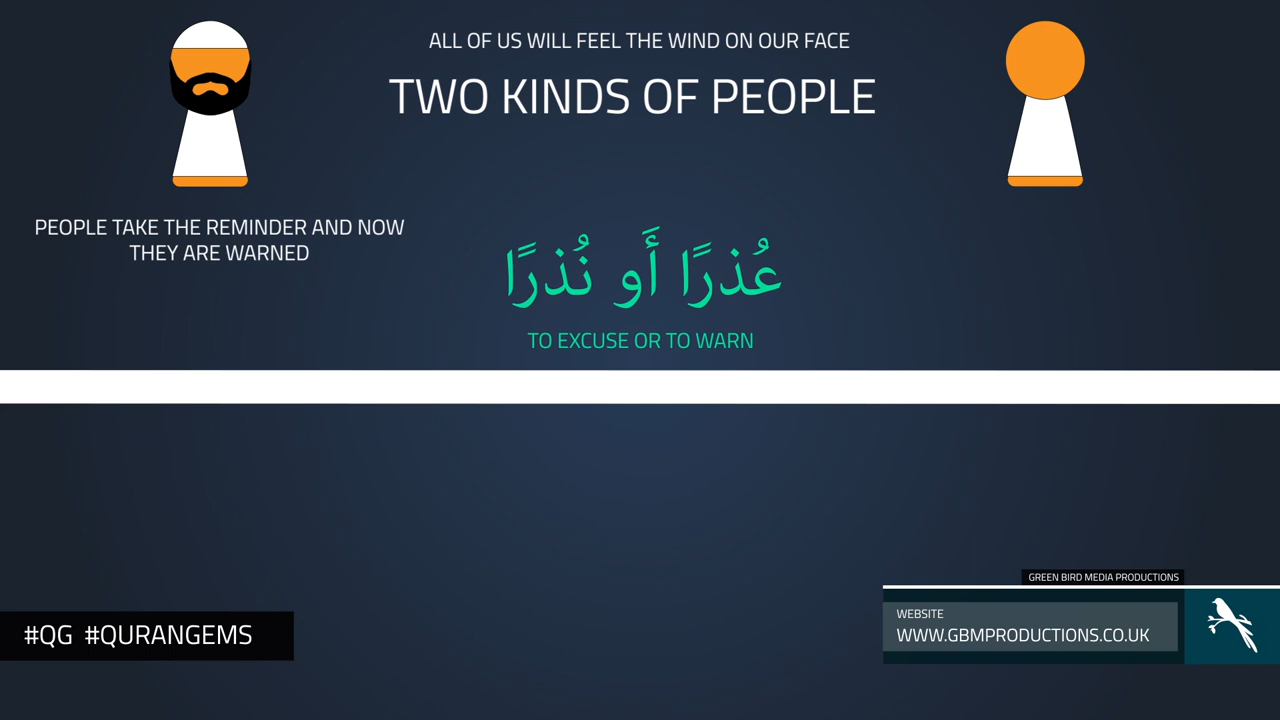 ALL OF US WILL FEEL THE WIND ON OUR FACE
TWO KINDS OF PEOPLE
PEOPLE TAKE THE REMINDER AND NOW
THEY ARE WARNED
عُذرًا أَو نُذرًا
TO EXCUSE OR TO WARN
GREEN BIRD MEDIA PRODUCTIONS
WEBSITE
WWW.GBMPRODUCTIONS.CO.UK
#QG #QURANGEMS